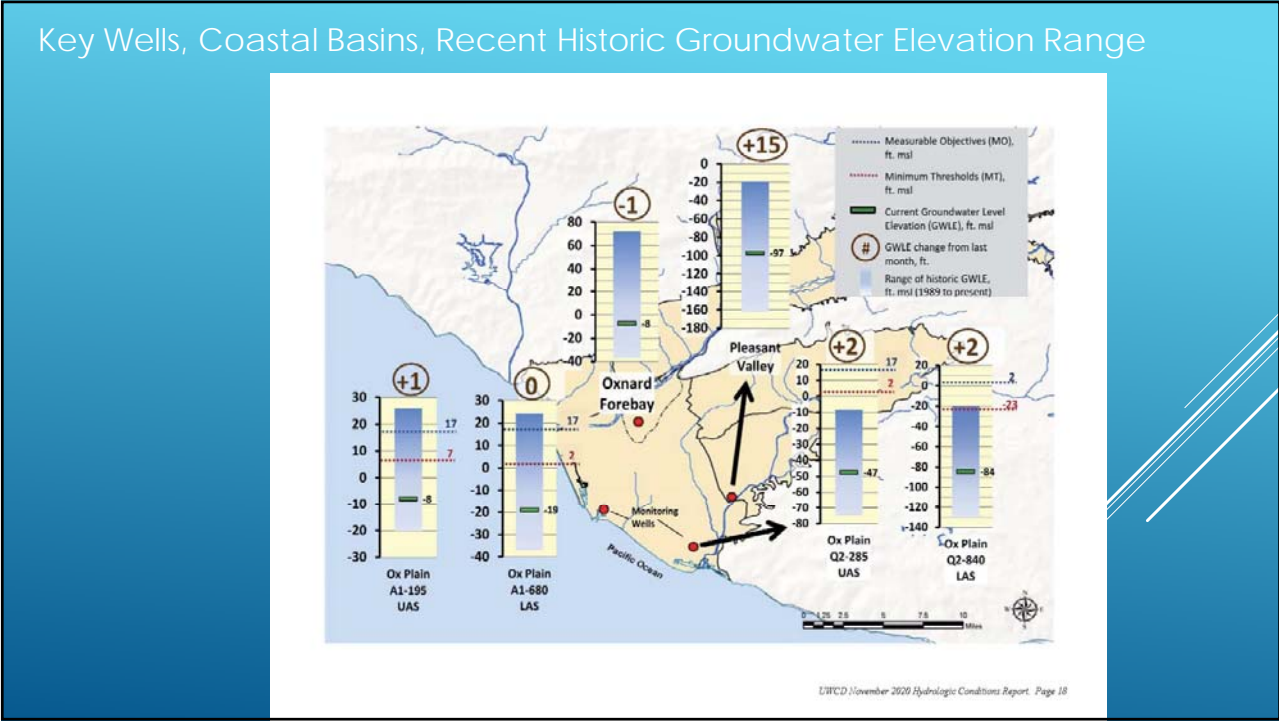 Key Wells, Coastal Basins, Recent Historic Groundwater Elevation Range
+15
0
-20
-40
-60
-80
-100
-120
-140
-160
-180
-97
Pleasant
Valley
Measurable Objectives (MO),
ft. msl
Minimum Thresholds (MT),
ft. msl
Current Groundwater Level
Elevation (GWLE), ft. msl
#
GWLE change from last
month, ft.
Range of historic GWLE,
ft. msl (1989 to present)
-1
80
60
40
20
0
-20
-40
-8
Oxnard
Forebay
+1
30
20
10
0
-10
-20
-30
17
7
-8
Ox Plain
A1-195
UAS
0
30
20
10
0
-10
-20
-30
-40
17
2
-19
Ox Plain
A1-680
LAS
Monitoring
Wells
Pacific Ocean
+2
20
10
0
-10
-20
-30
-40
-50
-60
-70
-80
17
2
-47
Ox Plain
Q2-285
UAS
+2
20
0
-20
-40
-60
-80
-100
-120
-140
2
-23
-84
Ox Plain
Q2-840
LAS
N
W
E
S
0 1.25 2.5 5 7.5 10
Miles
UWCD November 2020 Hydrologic Conditions Report. Page 18